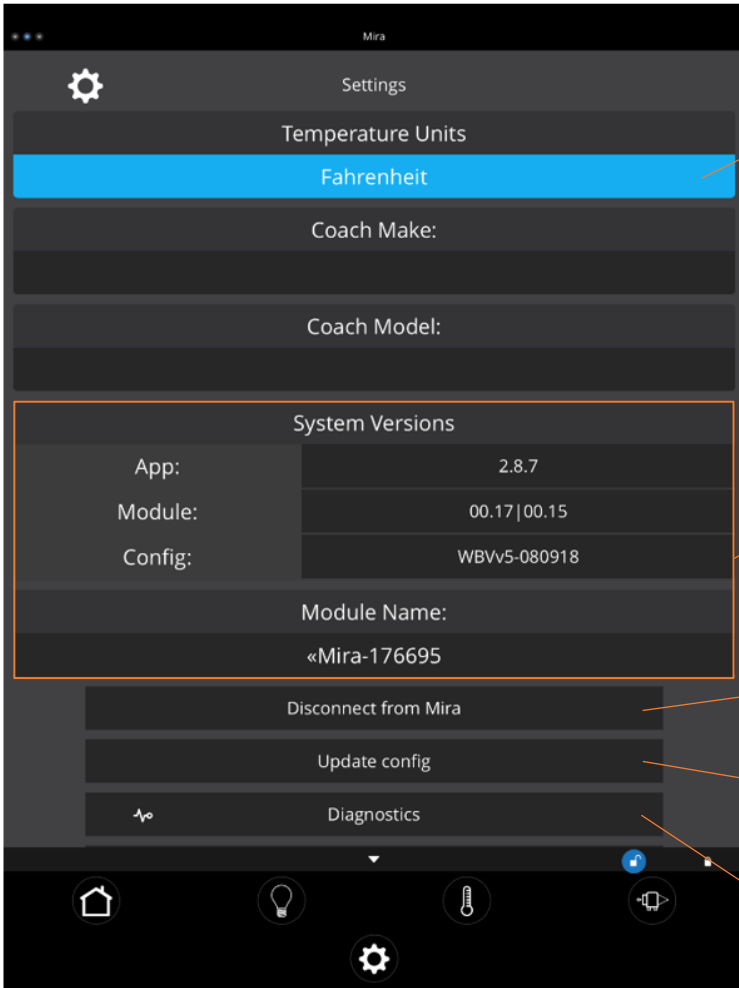 Mira
Settings
Temperature Units
Fahrenheit
Coach Make:
Coach Model:
System Versions
App: 2.8.7
Module: 00.17|00.15
Config: WBVv5-080918
Module Name:
«Mira-176695
Disconnect from Mira
Update config
Diagnostics